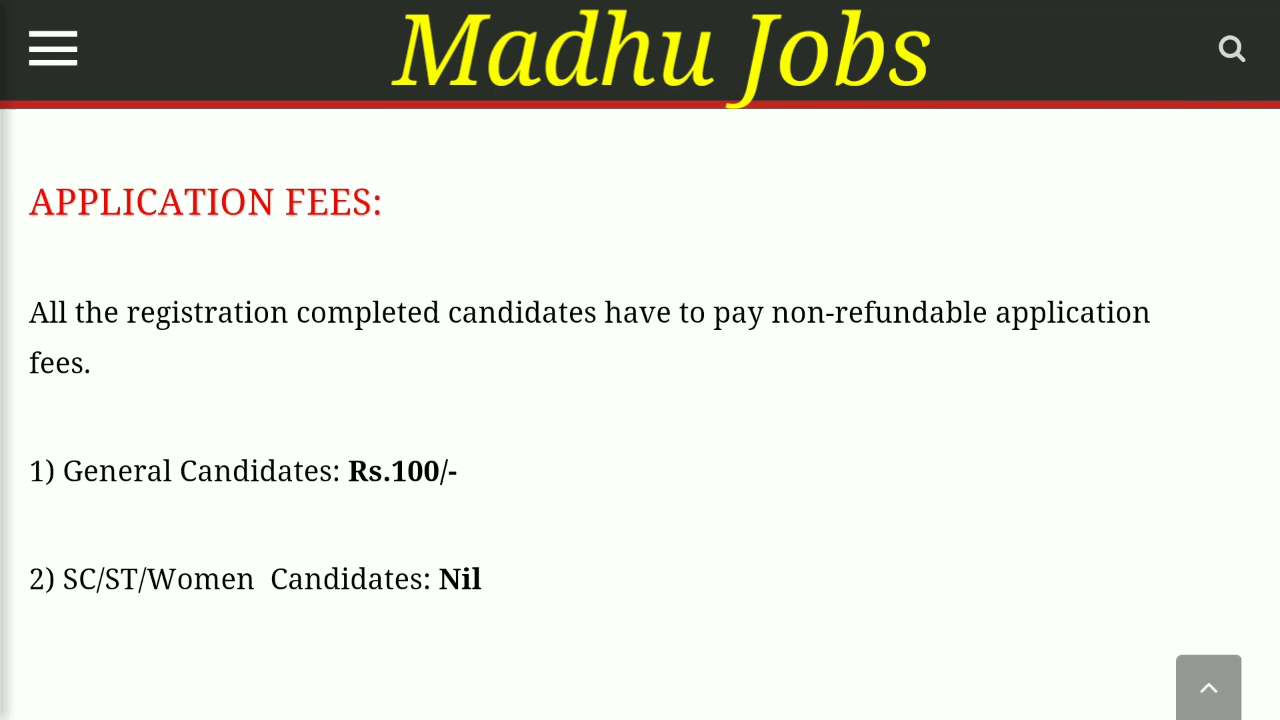 Madhu Jobs
APPLICATION FEES:
All the registration completed candidates have to pay non-refundable application
fees.
1) General Candidates: Rs.100/-
2) SC/ST/Women  Candidates: Nil